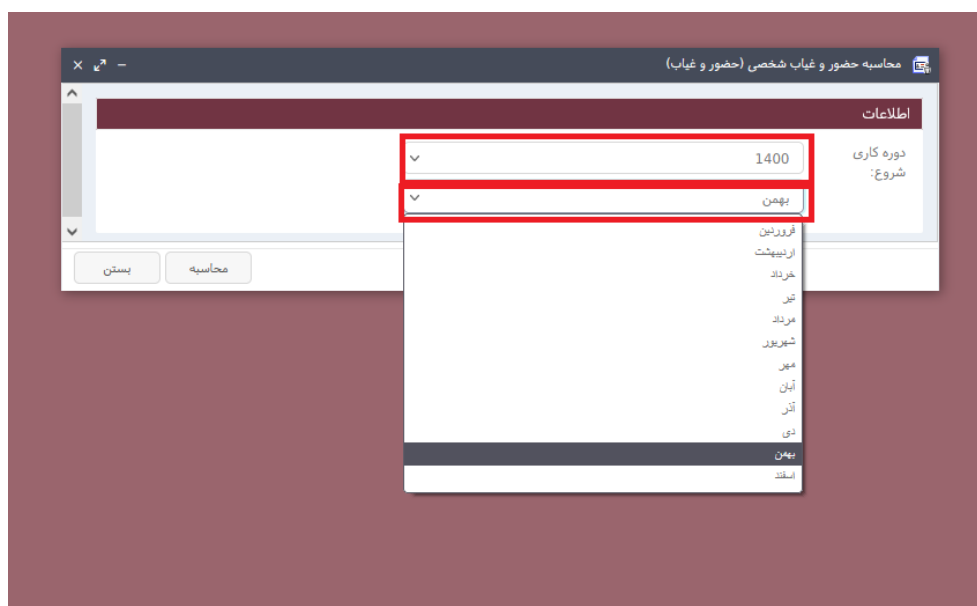 محاسبه حضور و غیاب شخصی (حضور و غیاب)
اطلاعات
دوره کاری
شروع:
1400
بهمن
فروردین
اردیبهشت
خرداد
تیر
مرداد
شهریور
مهر
آبان
آذر
دی
بهمن
اسفند
محاسبه
بستن